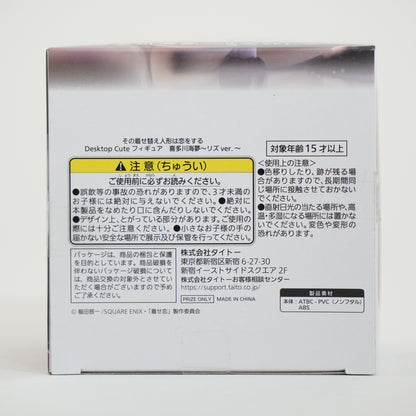 その着せ替え人形は恋をする
Desktop Cute フィギュア 喜多川海夢〜リズ ver.〜
対象年齢15才以上
注意（ちゅうい）
ご使用前に必ずお読みください。
●誤飲等の事故の恐れがありますので、3才未満の
お子様には絶対に与えないでください。●絶対に
本製品をなめたり口に含んだりしないでください。
●デザイン上、とがっている部分があります。ご使用の
際には十分ご注意ください。●小さなお子様の手の
届かない安全な場所で展示及び保管を行ってください。
＜使用上の注意＞
●色移りしたり、跡が残る場
合がありますので、長期間同
じ場所に接触させておかない
でください。
●直射日光の当たる場所や、高
温・多湿になる場所には置かな
いでください。変色や変形の
恐れがあります。
パッケージは、商品の梱包と保護
を目的としています。商品破損を
伴わないパッケージ破損について
は、商品交換の対象外とさせてい
ただく場合がございますので予め
ご了承ください。
株式会社タイトー
東京都新宿区新宿 6-27-30
新宿イーストサイドスクエア 2F
株式会社タイトーお客様相談センター
https://support.taito.co.jp/
PRIZE ONLY MADE IN CHINA
製品素材
本体：ATBC-PVC（ノンフタル）
ABS
© 福田晋一/SQUARE ENIX・「着せ恋」製作委員会